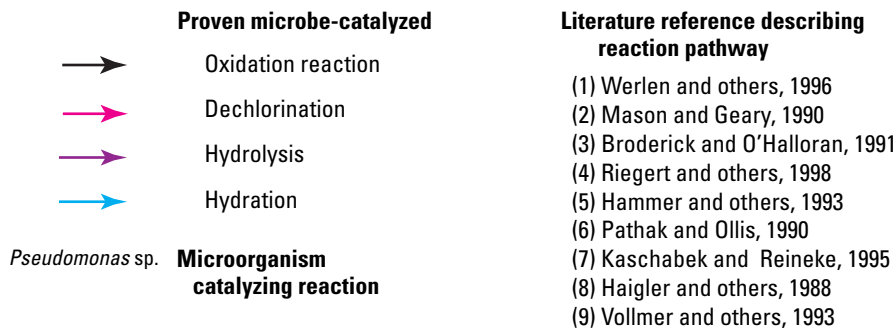 Proven microbe-catalyzed
Oxidation reaction
Dechlorination
Hydrolysis
Hydration
Pseudomonas sp. Microorganism
catalyzing reaction
Literature reference describing
reaction pathway
(1) Werlen and others, 1996
(2) Mason and Geary, 1990
(3) Broderick and O'Halloran, 1991
(4) Riegert and others, 1998
(5) Hammer and others, 1993
(6) Pathak and Ollis, 1990
(7) Kaschabek and Reineke, 1995
(8) Haigler and others, 1988
(9) Vollmer and others, 1993